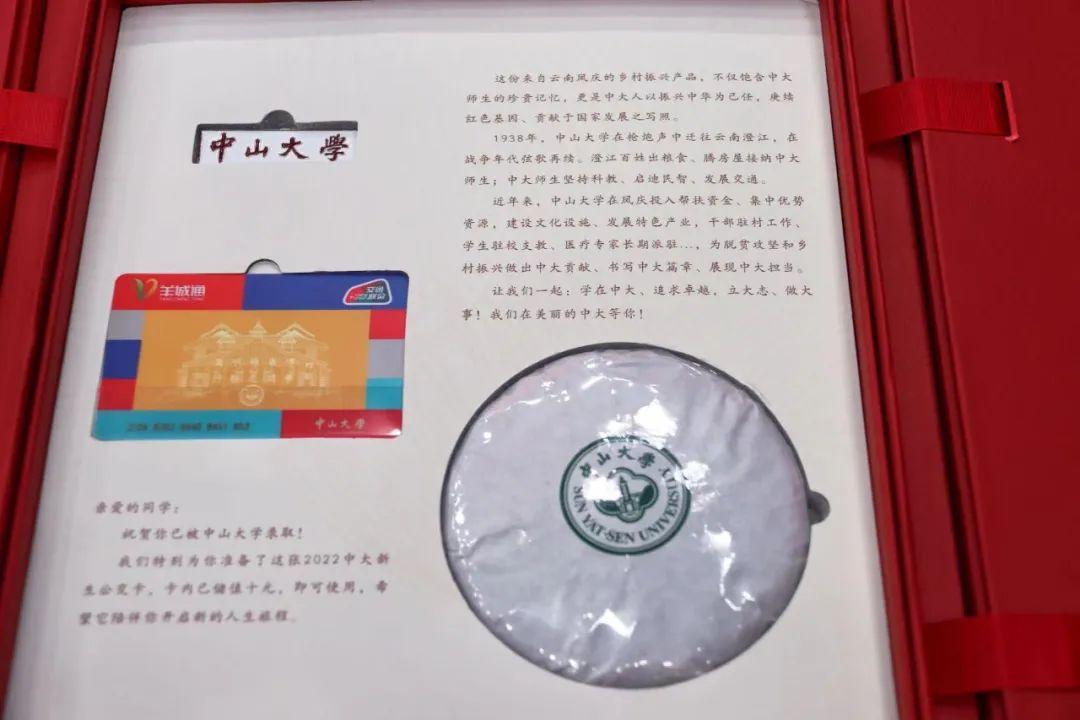 中山大學
羊城通
中山大學
亲爱的同学：
祝贺你已被中山大学录取！
我们特别为你准备了这张2022中大新
生公交卡，卡内已储值十元，即可使用，希
望它陪伴你开启新的人生旅程。
这份来自云南凤庆的乡村振兴产品，不仅饱含中大
师生的珍贵记忆，更是中大人以振兴中华为己任，赓续
红色基因、贡献于国家发展之写照。
1938年，中山大学在枪炮声中迁往云南澄江，在
战争年代弦歌再续。澄江百姓出粮食、腾房屋接纳中大
师生；中大师生坚持科教、启迪民智、发展交通。
近年来，中山大学在凤庆投入帮扶资金、集中优势
资源，建设文化设施、发展特色产业，干部驻村工作、
学生驻校支教、医疗专家长期派驻...，为脱贫攻坚和乡
村振兴做出中大贡献、书写中大篇章、展现中大担当。
让我们一起：学在中大、追求卓越，立大志、做大
事！我们在美丽的中大等你！
中山大學
SUN YAT-SEN UNIVERSITY